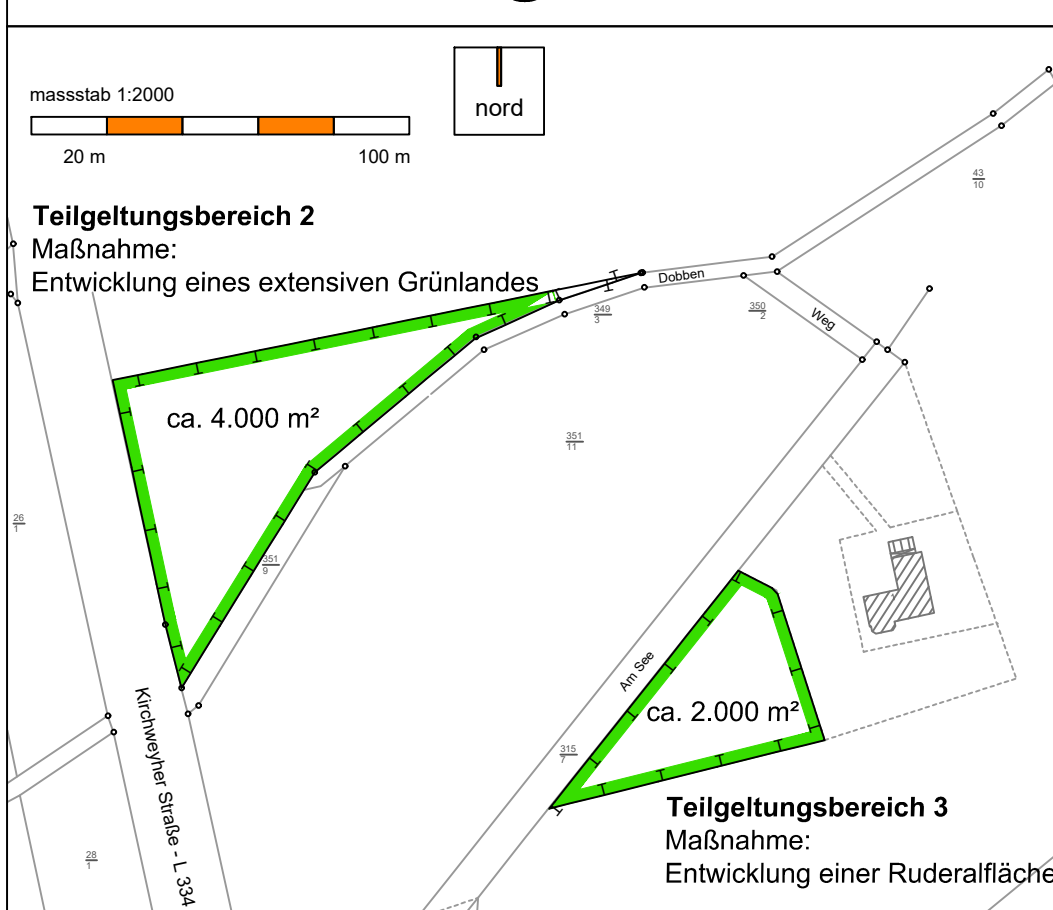 massstab 1:2000
nord
20 m
100 m
Teilgeltungsbereich 2
Maßnahme:
Entwicklung eines extensiven Grünlandes
43
10
Dobben
349
3
350
2
Weg
ca. 4.000 m²
351
11
26
1
351
9
Am See
ca. 2.000 m²
Kirchweyher Straße - L 334
315
7
Teilgeltungsbereich 3
Maßnahme:
Entwicklung einer Ruderalfläche
28
1